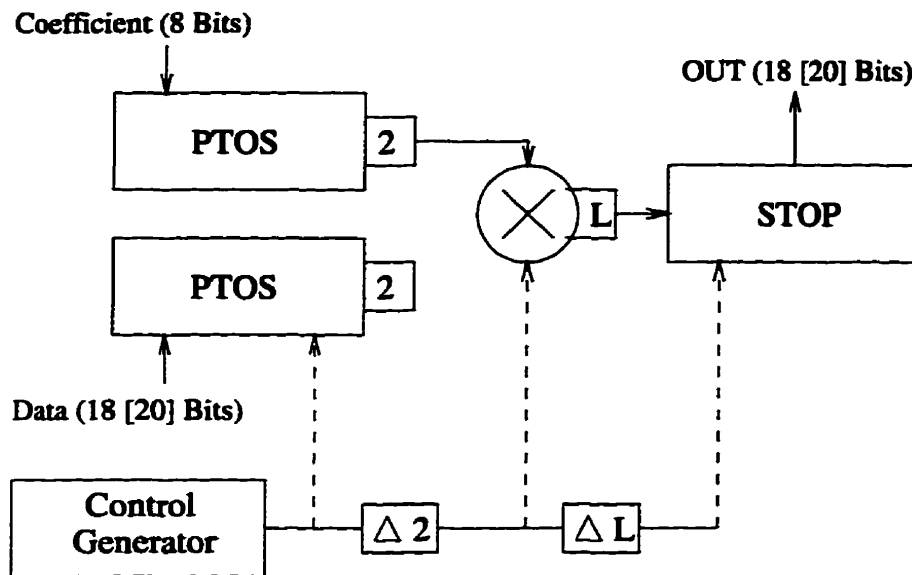 Coefficient (8 Bits)
OUT (18 [20] Bits)
PTOS
2
L
STOP
PTOS
2
Data (18 [20] Bits)
Control
Generator
△ 2
△ L